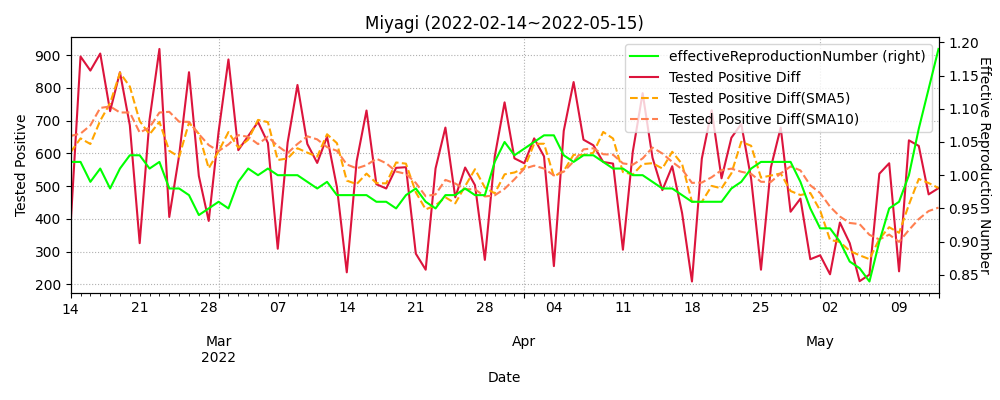 Miyagi (2022-02-14~2022-05-15)
effectiveReproductionNumber (right)
Tested Positive Diff
Tested Positive Diff(SMA5)
Tested Positive Diff(SMA10)
Tested Positive
900
800
700
600
500
400
300
200
1.20
1.15
1.10
1.05
1.00
0.95
0.90
0.85
Effective Reproduction Number
14 21 28 07 14 21 28 04 11 18 25 02 09
Mar Apr May
2022
Date